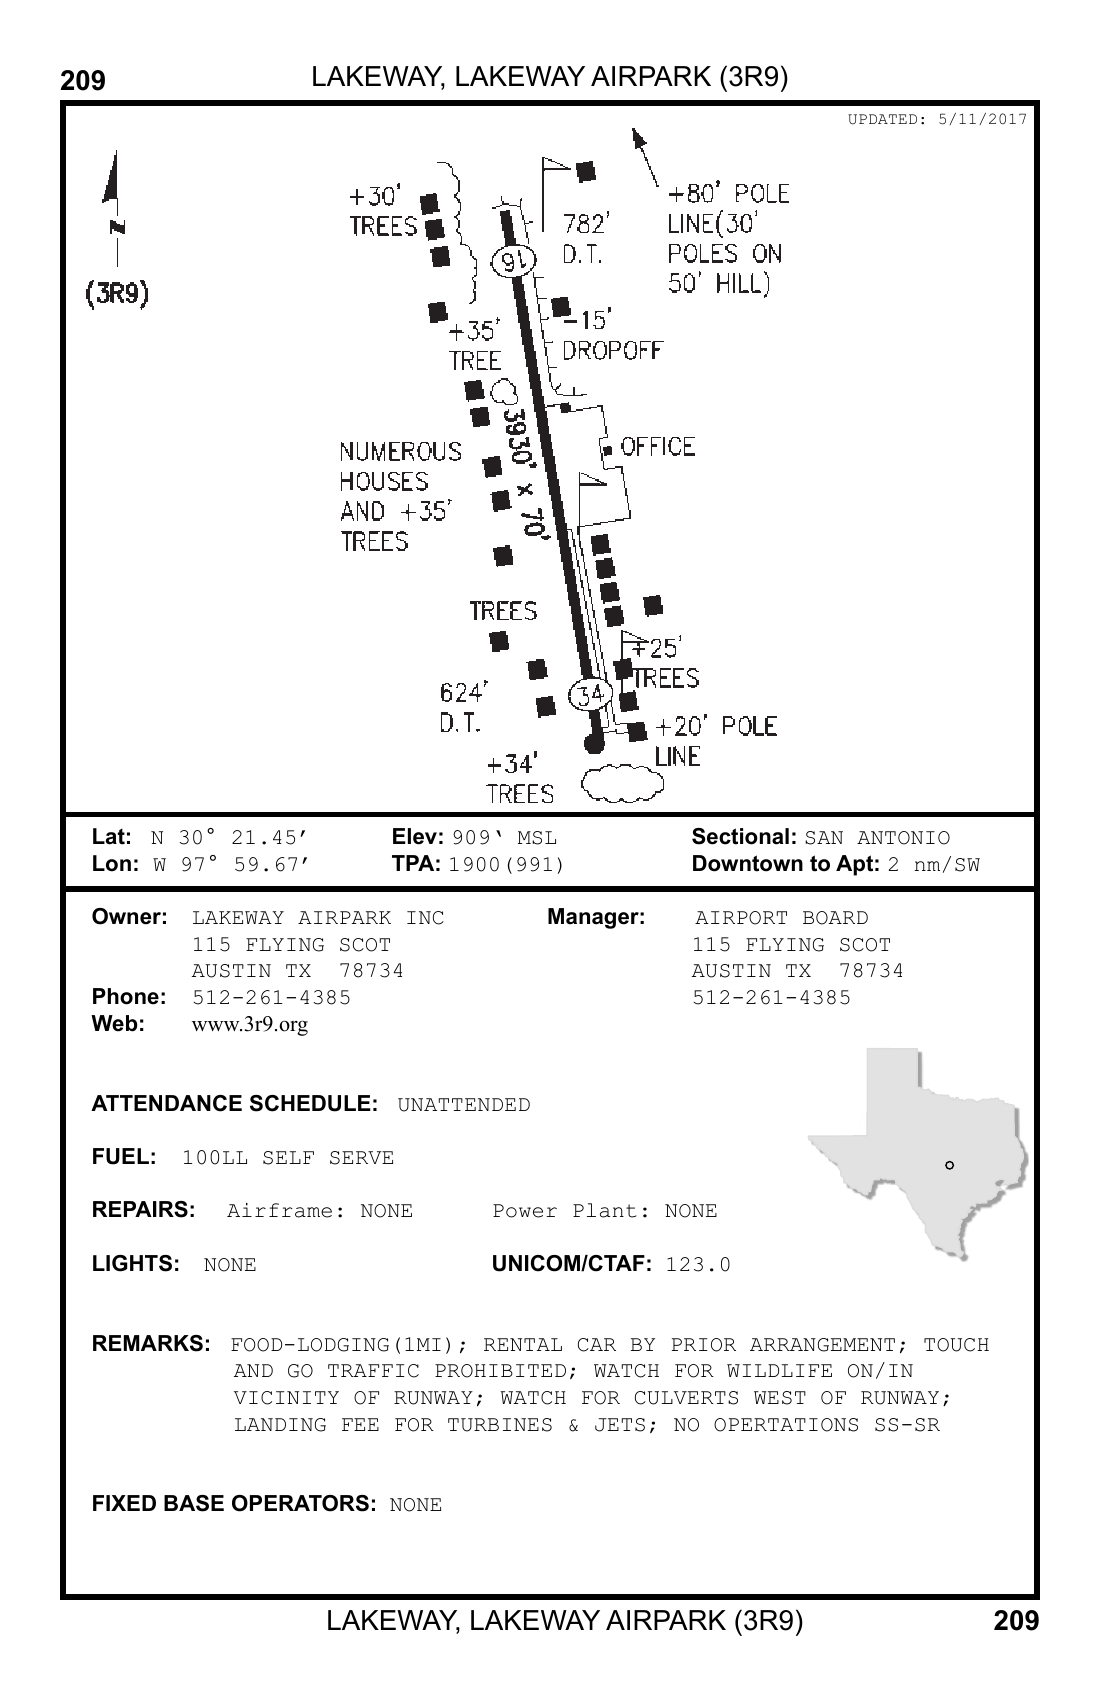 209 LAKEWAY, LAKEWAY AIRPARK (3R9)
UPDATED: 5/11/2017
N
(3R9)
+30'
TREES
16
782'
D.T.
+80' POLE
LINE(30'
POLES ON
50' HILL)
+35'
TREE
-15'
DROPOFF
3930' x 70'
OFFICE
NUMEROUS
HOUSES
AND +35'
TREES
TREES
+25'
TREES
624'
D.T.
34
+20' POLE
LINE
+34'
TREES
Lat: N 30° 21.45′ Elev: 909‘ MSL Sectional: SAN ANTONIO
Lon: W 97° 59.67′ TPA: 1900(991) Downtown to Apt: 2 nm/SW
Owner: LAKEWAY AIRPARK INC Manager: AIRPORT BOARD
115 FLYING SCOT 115 FLYING SCOT
AUSTIN TX 78734 AUSTIN TX 78734
Phone: 512-261-4385 512-261-4385
Web: www.3r9.org
ATTENDANCE SCHEDULE: UNATTENDED
FUEL: 100LL SELF SERVE
REPAIRS: Airframe: NONE Power Plant: NONE
LIGHTS: NONE UNICOM/CTAF: 123.0
REMARKS: FOOD-LODGING(1MI); RENTAL CAR BY PRIOR ARRANGEMENT; TOUCH
AND GO TRAFFIC PROHIBITED; WATCH FOR WILDLIFE ON/IN
VICINITY OF RUNWAY; WATCH FOR CULVERTS WEST OF RUNWAY;
LANDING FEE FOR TURBINES & JETS; NO OPERTATIONS SS-SR
FIXED BASE OPERATORS: NONE
LAKEWAY, LAKEWAY AIRPARK (3R9) 209